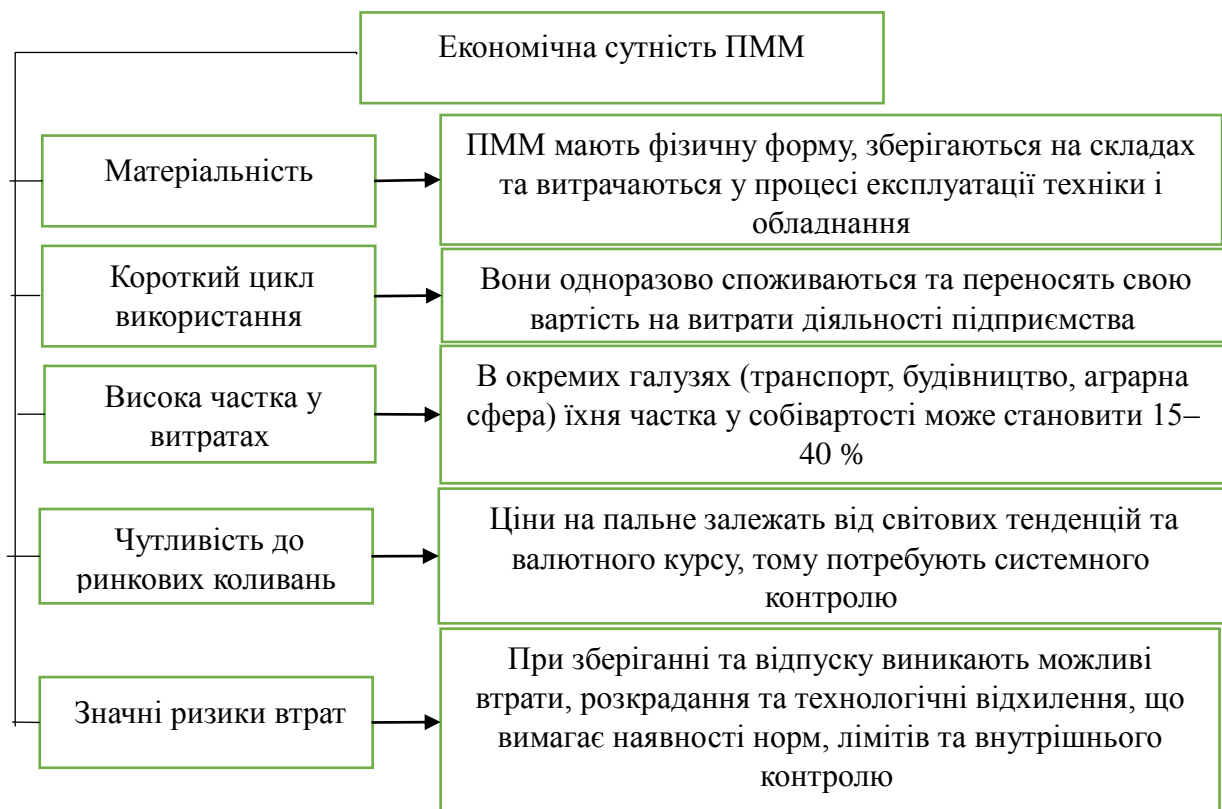 Економічна сутність ПММ
Матеріальність
ПММ мають фізичну форму, зберігаються на складах
та витрачаються у процесі експлуатації техніки і
обладнання
Короткий цикл
використання
Вони одноразово споживаються та переносять свою
вартість на витрати діяльності підприємства
Висока частка у
витратах
В окремих галузях (транспорт, будівництво, аграрна
сфера) їхня частка у собівартості може становити 15–
40 %
Чутливість до
ринкових коливань
Ціни на пальне залежать від світових тенденцій та
валютного курсу, тому потребують системного
контролю
Значні ризики втрат
При зберіганні та відпуску виникають можливі
втрати, розкрадання та технологічні відхилення, що
вимагає наявності норм, лімітів та внутрішнього
контролю